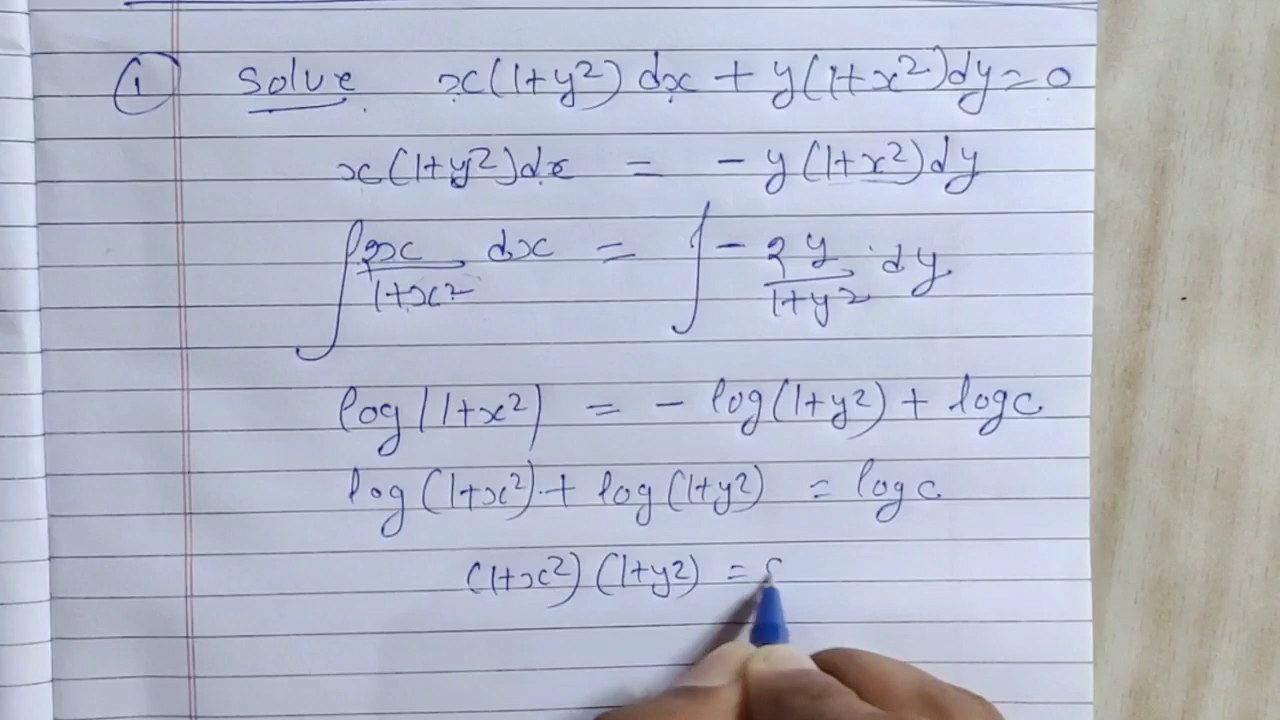 ① Solve x(1+y²) dx + y(1+x²)dy=0
x(1+y²)dx = - y(1+x²)dy
∫ 2x/1+x² dx = ∫ - 2y/1+y² dy
log(1+x²) = - log(1+y²) + logc
log(1+x²) + log(1+y²) = logc
(1+x²)(1+y²) = c